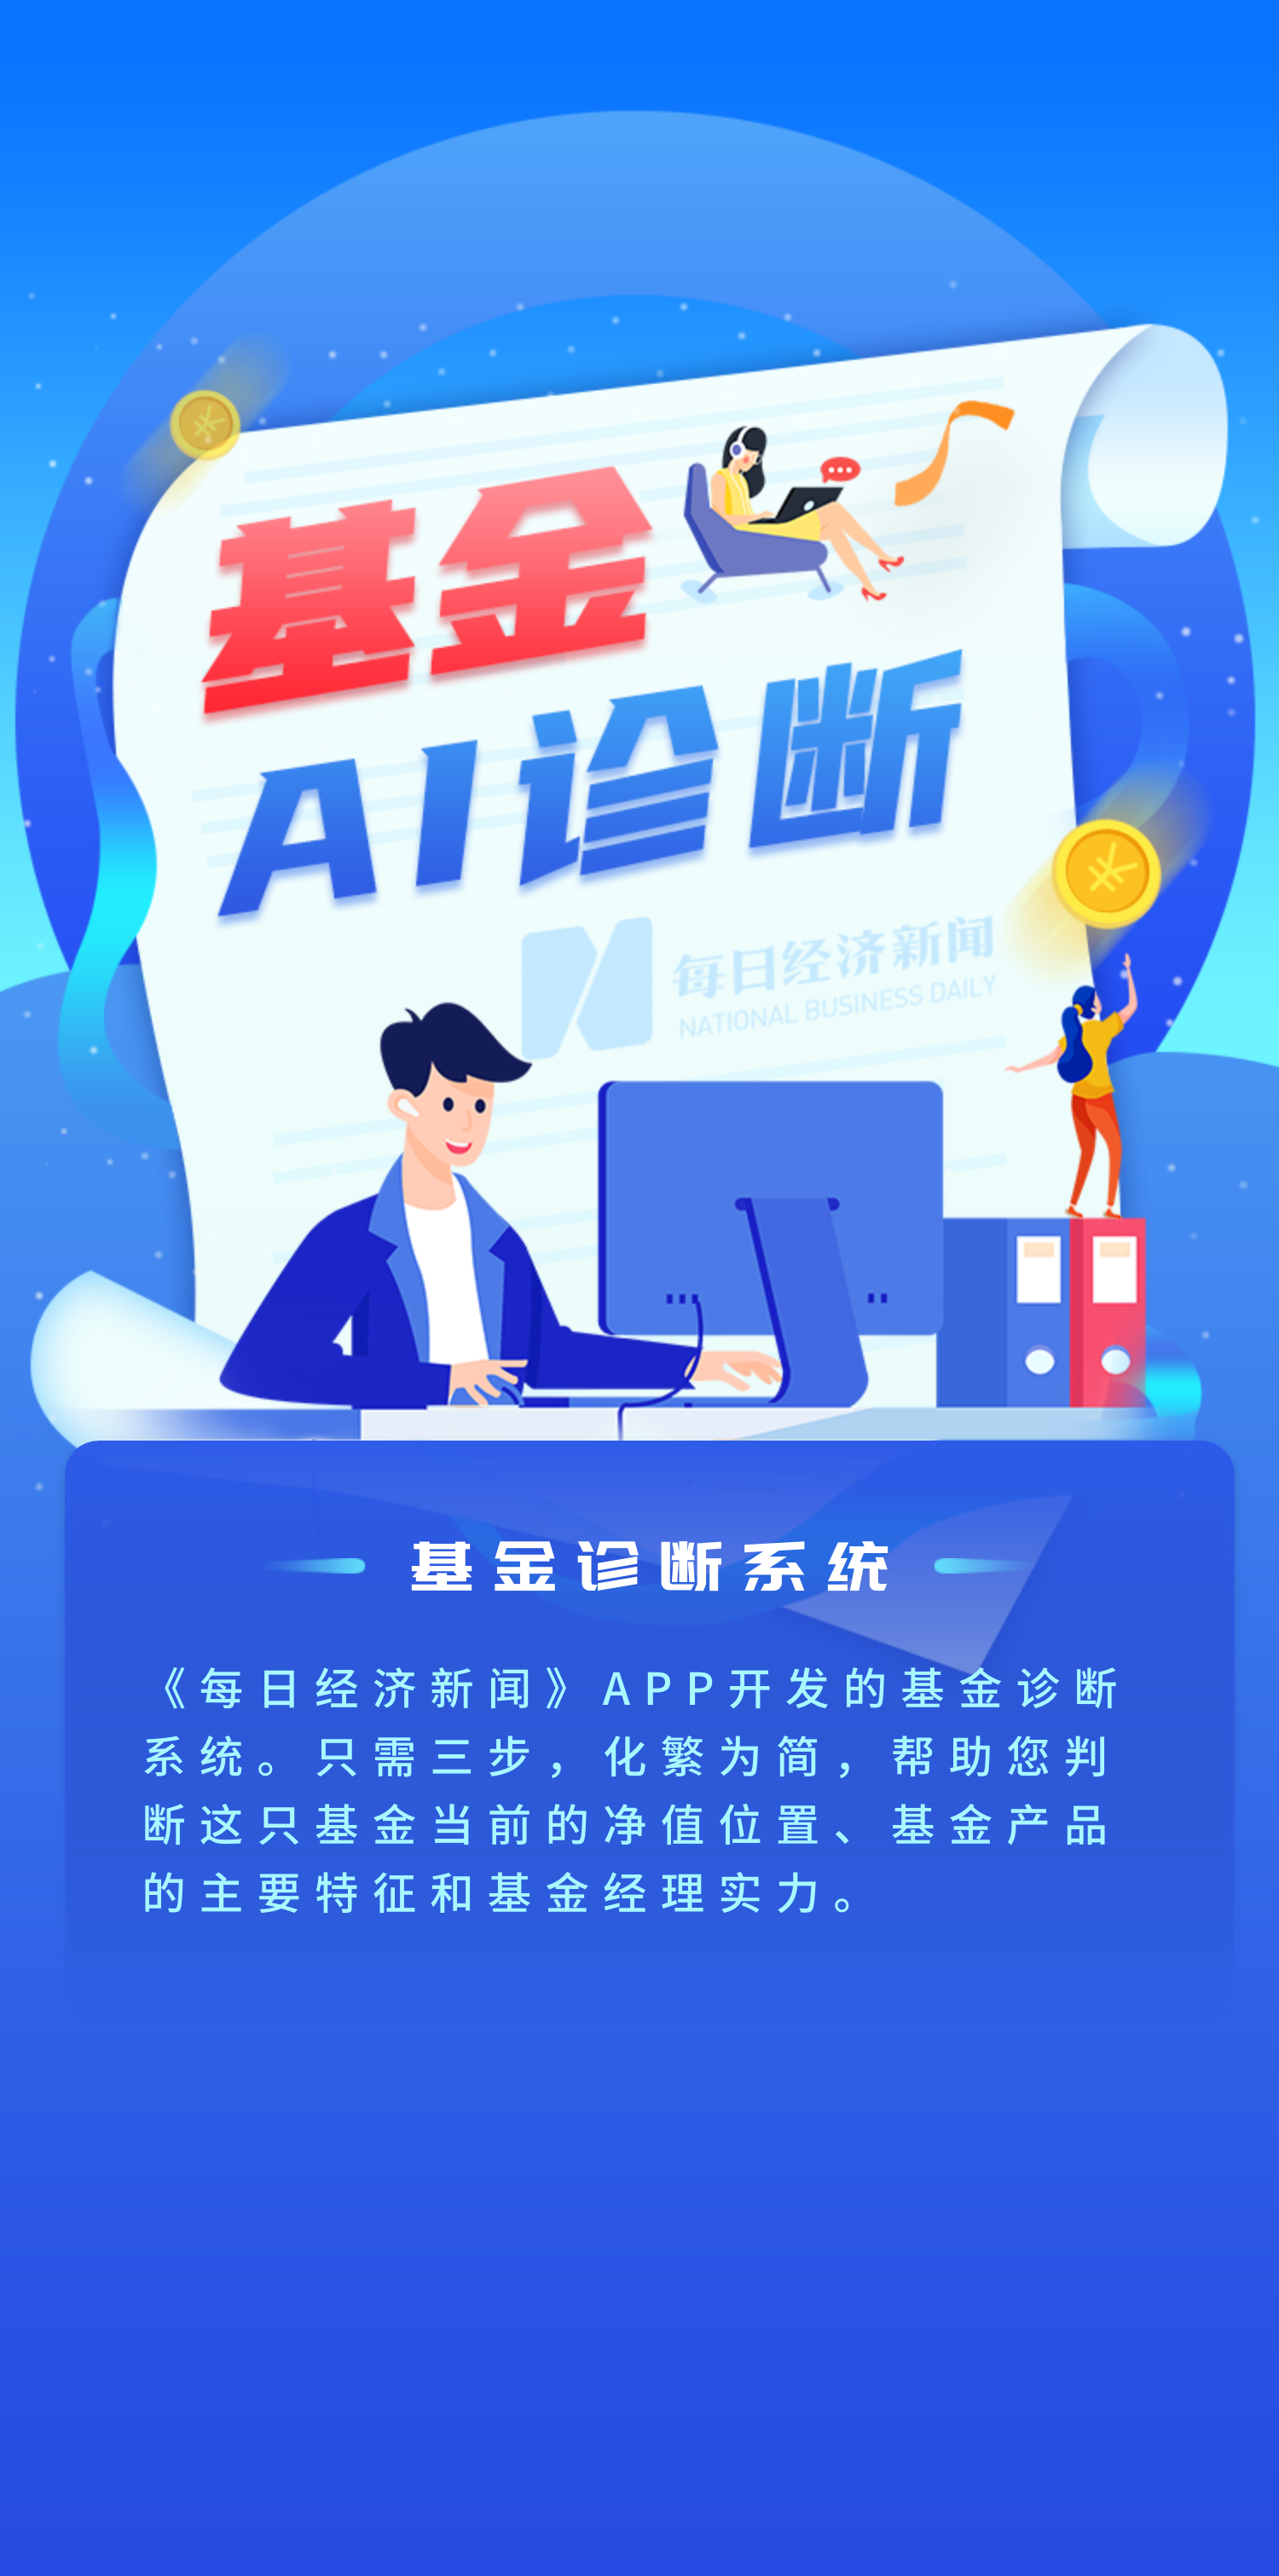 基金
AI诊断
每日经济新闻
NATIONAL BUSINESS DAILY
基金诊断系统
《每日经济新闻》APP开发的基金诊断
系统。只需三步，化繁为简，帮助您判
断这只基金当前的净值位置、基金产品
的主要特征和基金经理实力。